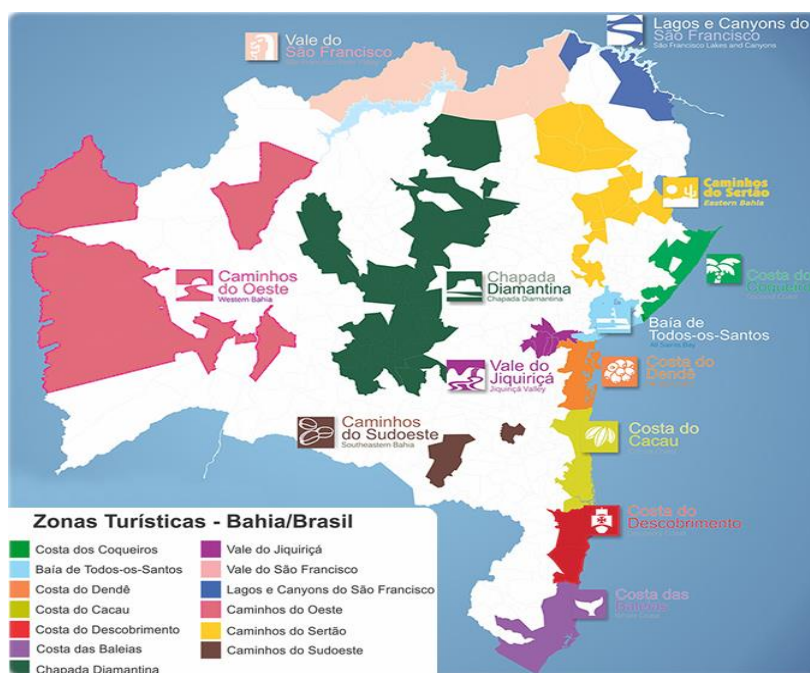 Vale do
São Francisco
Lagos e Canyons do
São Francisco
São Francisco Lakes and Canyons
Caminhos
do Sertão
Eastern Bahia
Caminhos
do Oeste
Western Bahia
Chapada
Diamantina
Chapada Diamantina
Costa do
Coqueiro
Baía de
Todos-os-Santos
All Saints Bay
Vale do
Jiquiriçá
Jiquiriçá Valley
Costa do
Dendê
Caminhos
do Sudoeste
Southeastern Bahia
Costa do
Cacau
Costa do
Descobrimento
Costa das
Baleias
Zonas Turísticas - Bahia/Brasil
Costa dos Coqueiros
Baía de Todos-os-Santos
Costa do Dendê
Costa do Cacau
Costa do Descobrimento
Costa das Baleias
Chapada Diamantina
Vale do Jiquiriçá
Vale do São Francisco
Lagos e Canyons do São Francisco
Caminhos do Oeste
Caminhos do Sertão
Caminhos do Sudoeste